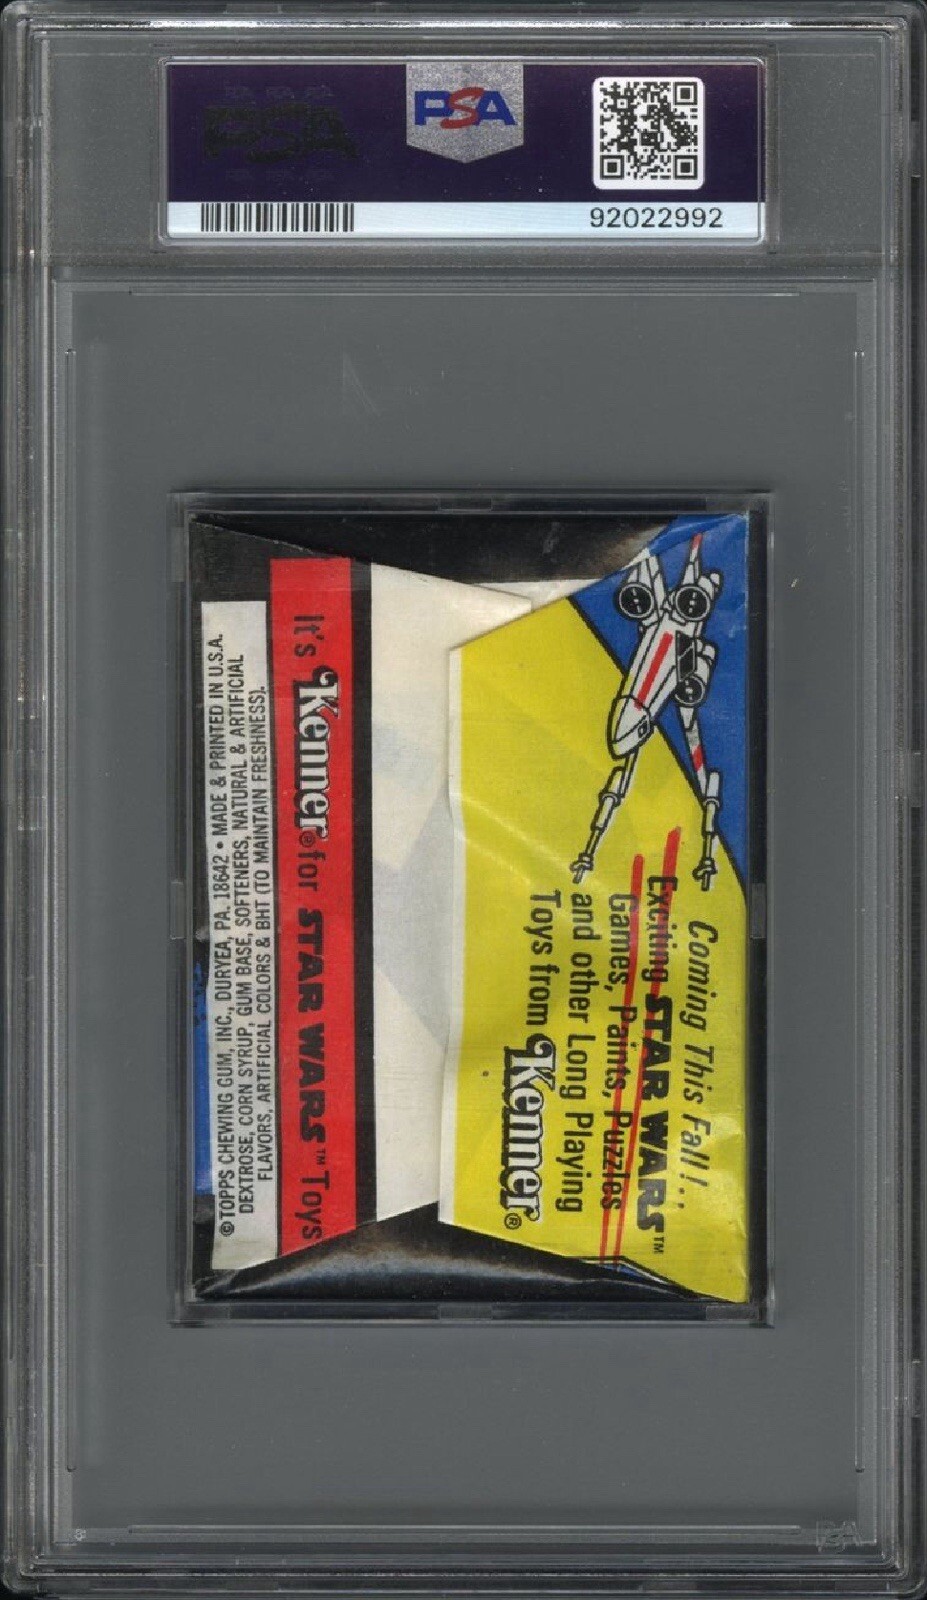 PSA
92022992
Coming This Fall!...
Exciting STAR WARS™
Games, Paints, Puzzles
and other Long Playing
Toys from Kenner®
It's Kenner® for STAR WARS™ Toys
©TOPPS CHEWING GUM, INC., DURYEA, PA. 18642 • MADE & PRINTED IN U.S.A.
DEXTROSE, CORN SYRUP, GUM BASE, SOFTENERS, NATURAL & ARTIFICIAL
FLAVORS, ARTIFICIAL COLORS & BHT (TO MAINTAIN FRESHNESS).
PSA